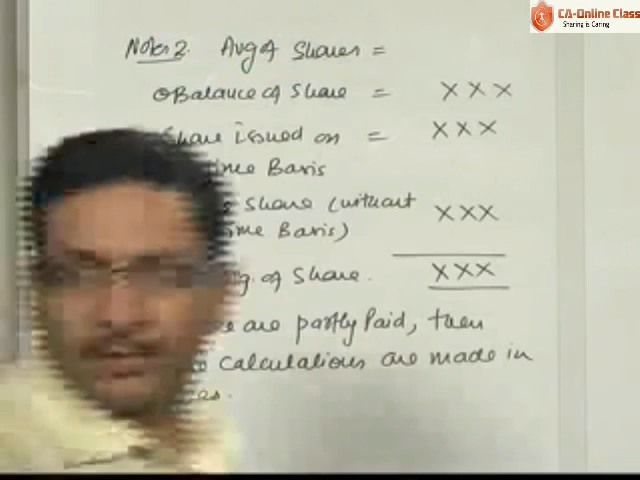 CA-Online Class
Sharing is Caring
Note: 2. Avg of Shares =
OBalance of Share = XXX
Share issued on = XXX
Basis
Share (without XXX
Basis)
of Share. XXX
are partly Paid, then
calculations are made in